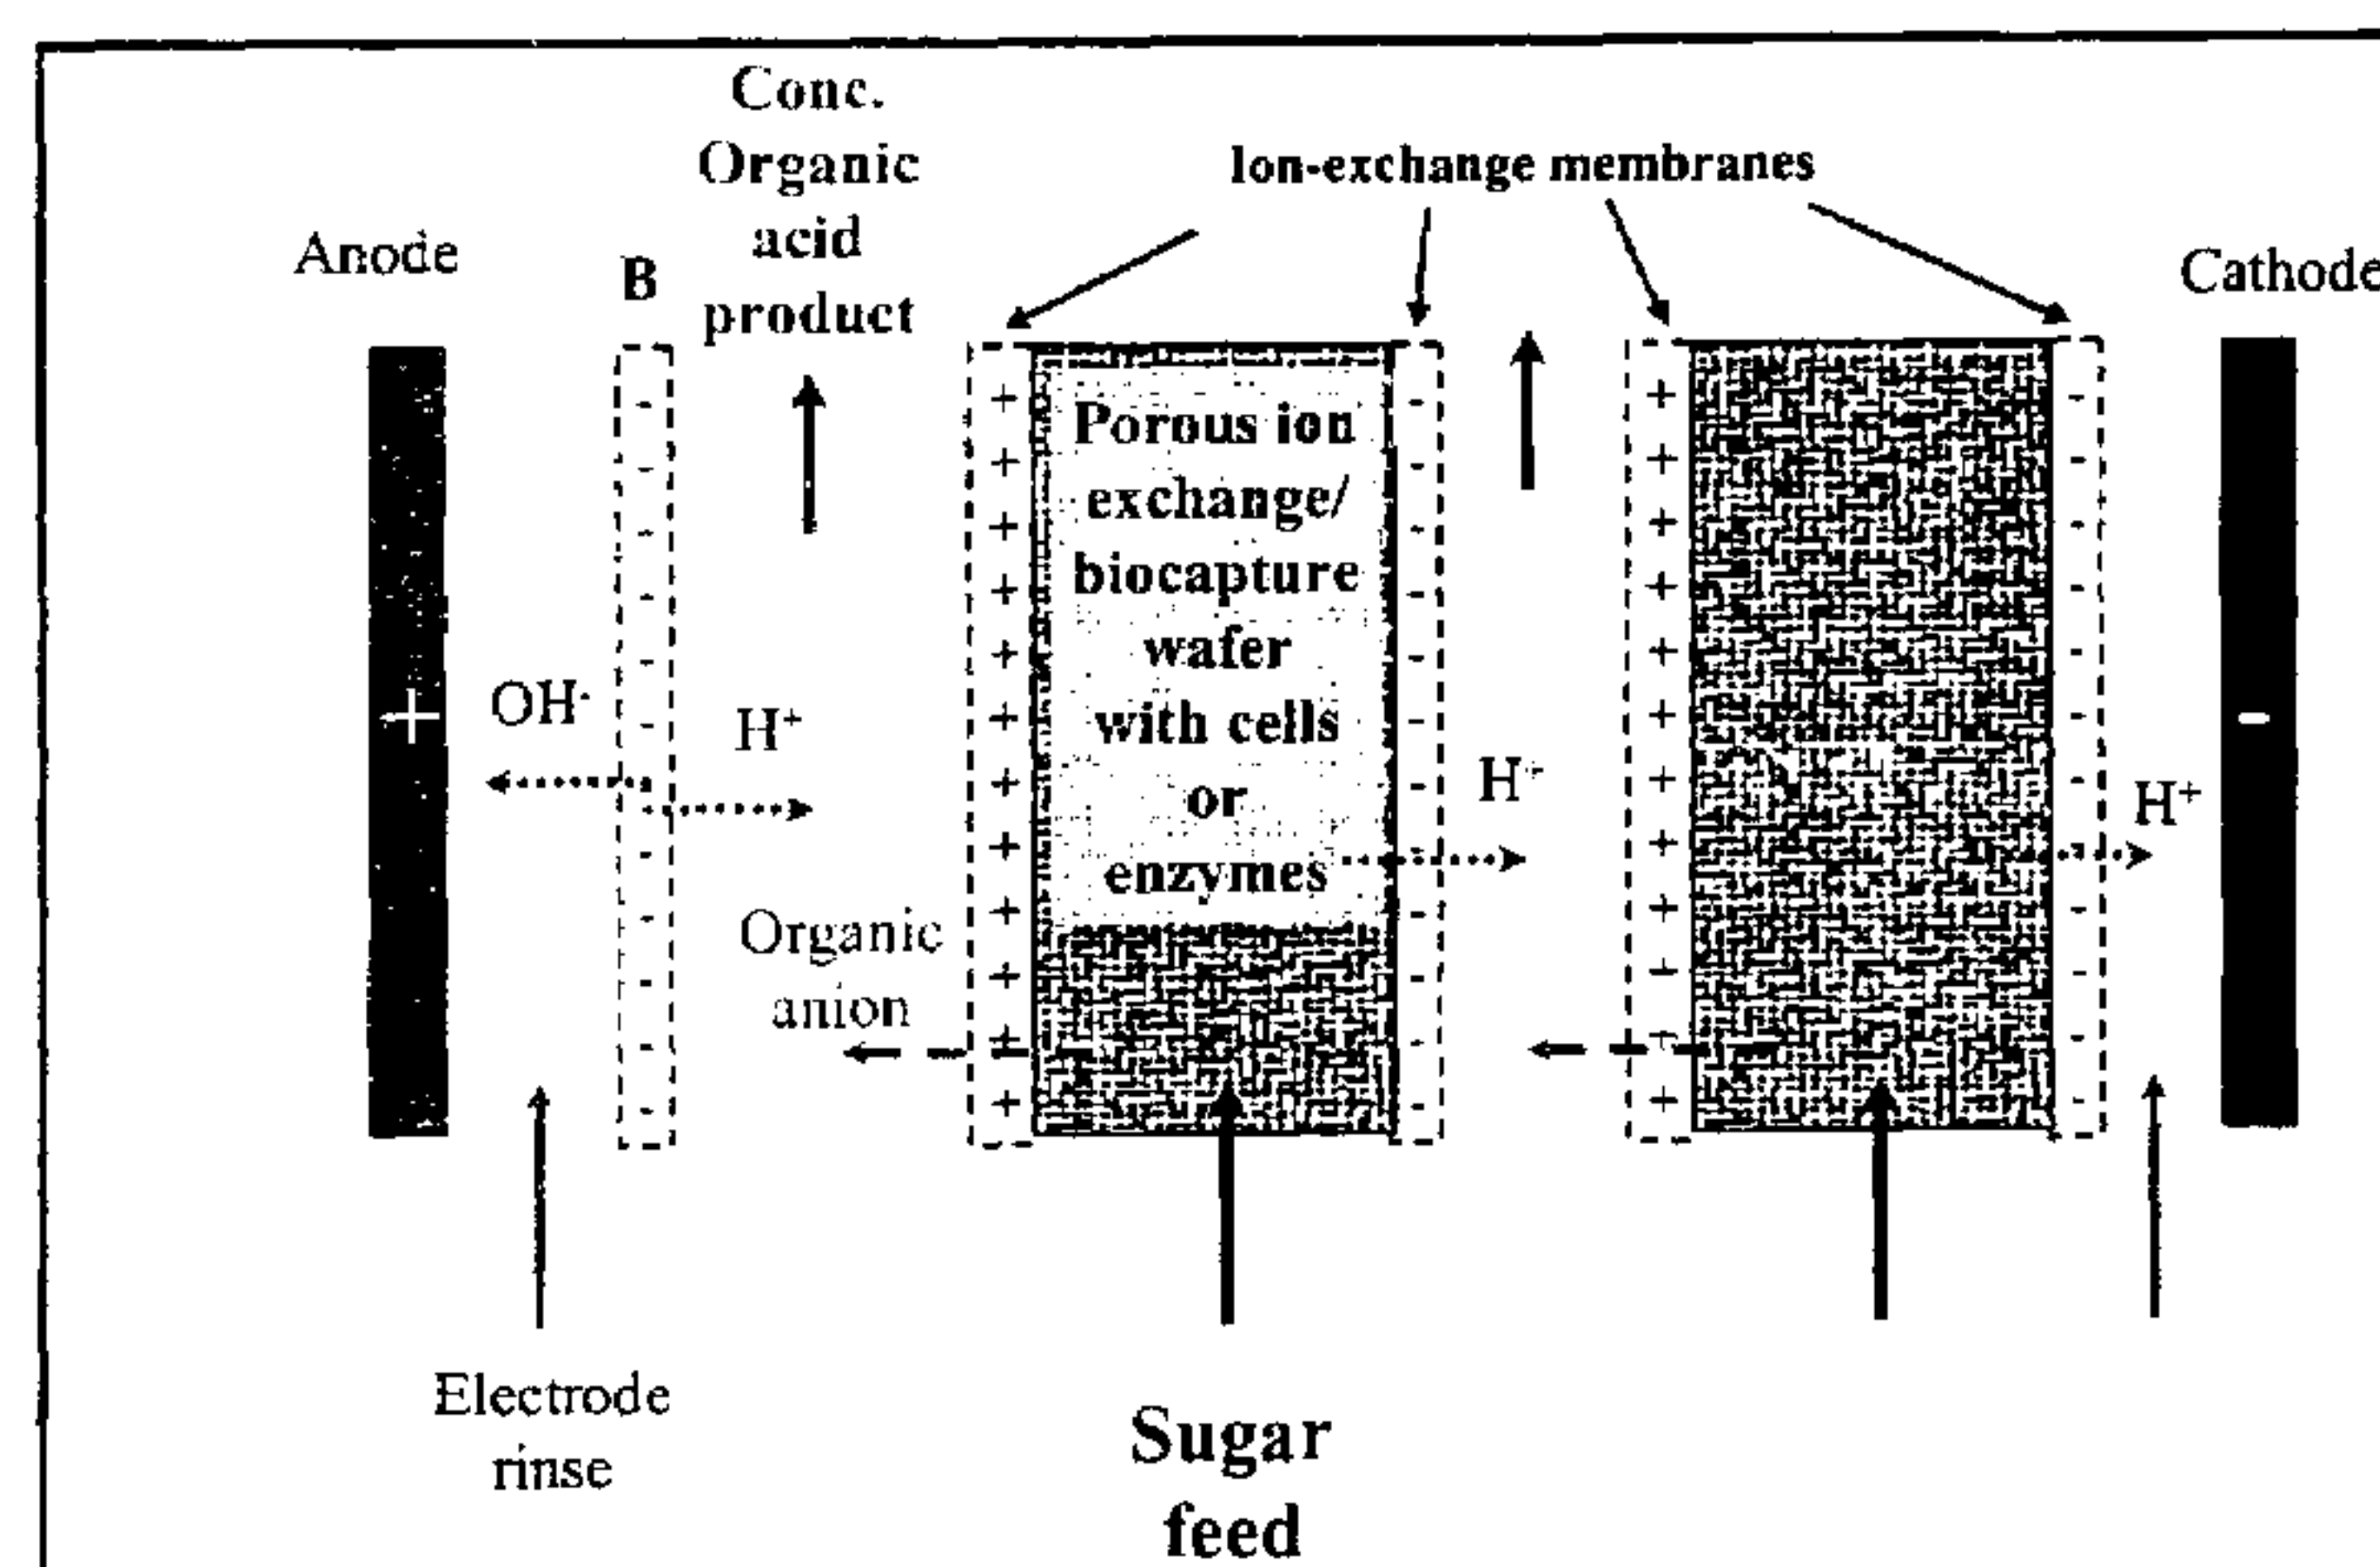 Conc.
Organic
acid
product
Ion-exchange membranes
Anode
B
Cathode
Porous ion
exchange/
biocapture
wafer
with cells
or
enzymes
+
-
OH-
H+
H+
H+
Organic
anion
Electrode
rinse
Sugar
feed